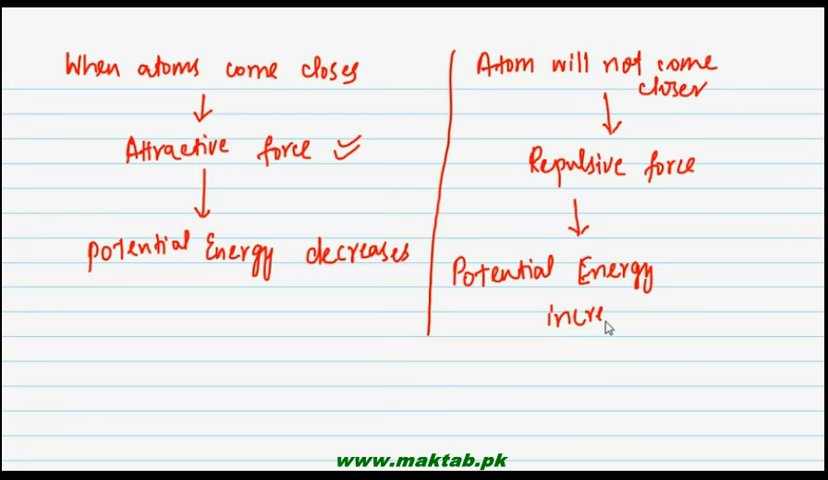 When atoms come closes
Attractive force
Potential Energy decreases
Atom will not come
closer
Repulsive force
Potential Energy
incre
www.maktab.pk